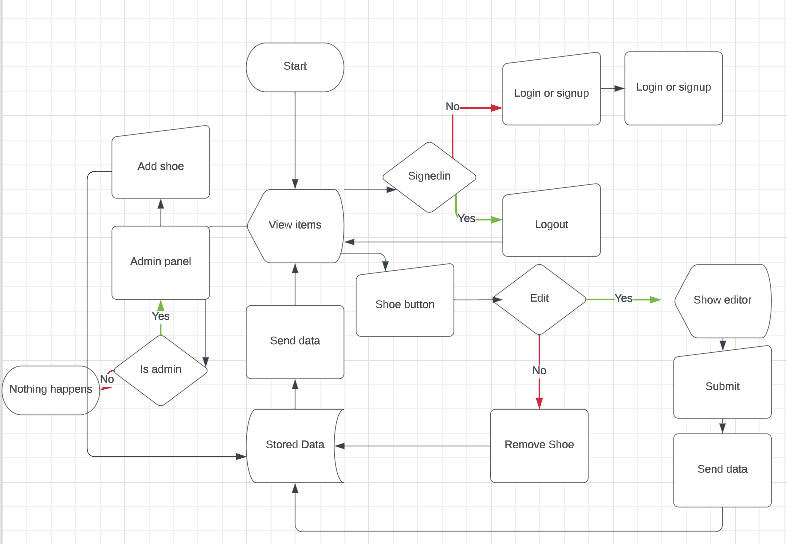 Start
No
Login or signup
Login or signup
Add shoe
Signedin
Yes
Logout
View items
Admin panel
Shoe button
Edit
Yes
Show editor
Yes
Send data
Is admin
No
Nothing happens
No
Submit
Stored Data
Remove Shoe
Send data